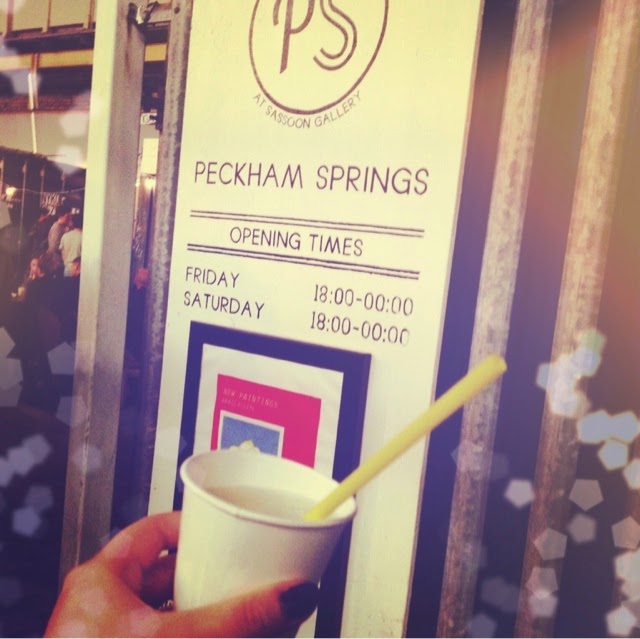 PS
AT SASSOON GALLERY
PECKHAM SPRINGS
OPENING TIMES
FRIDAY 18:00-00:00
SATURDAY 18:00-00:00
NEW PAINTINGS